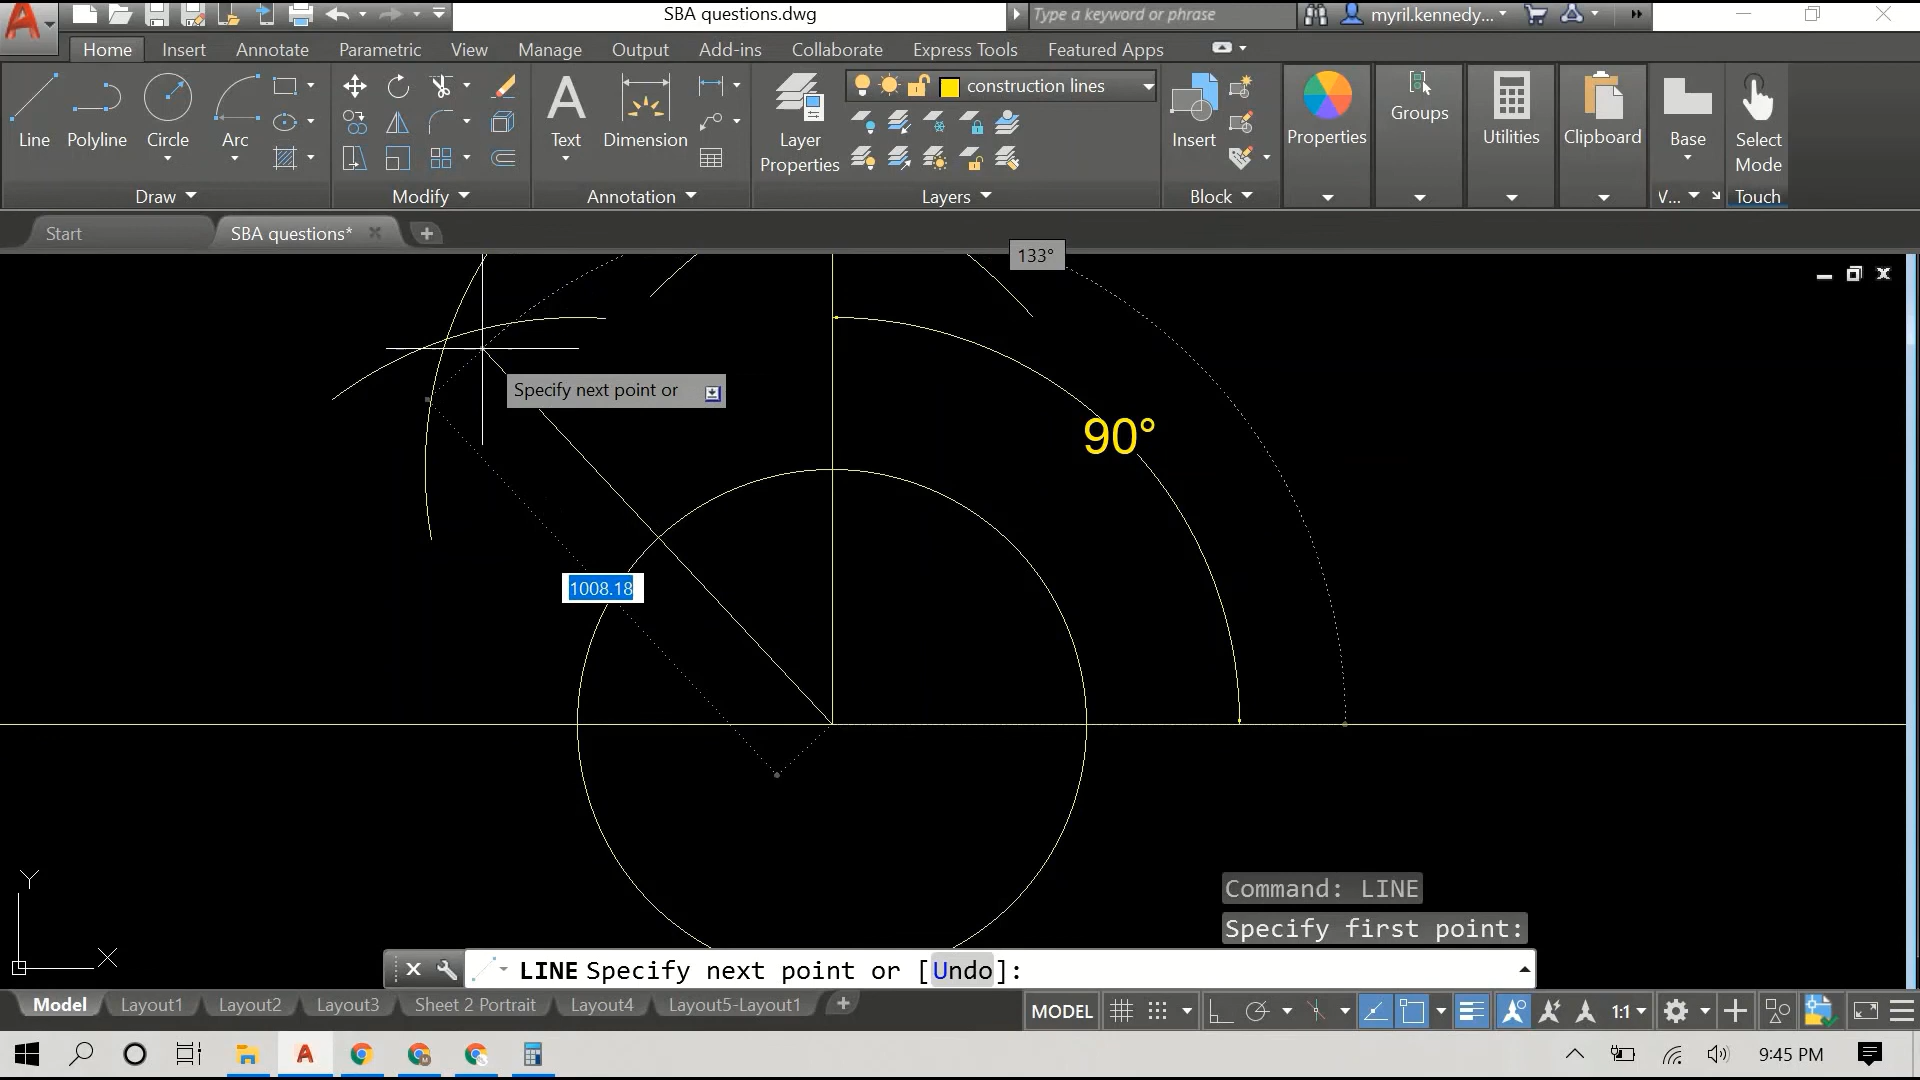 SBA questions.dwg
Type a keyword or phrase
myril.kennedy...
Home Insert Annotate Parametric View Manage Output Add-ins Collaborate Express Tools Featured Apps
Line Polyline Circle Arc
Text Dimension
Layer Properties
construction lines
Insert
Properties Groups Utilities Clipboard Base
Select Mode
Draw Modify Annotation Layers Block V... Touch
Start SBA questions*
133°
Specify next point or
90°
1008.18
Y
X
Command: LINE
Specify first point:
LINE Specify next point or [Undo]:
Model Layout1 Layout2 Layout3 Sheet 2 Portrait Layout4 Layout5-Layout1
MODEL 1:1
9:45 PM